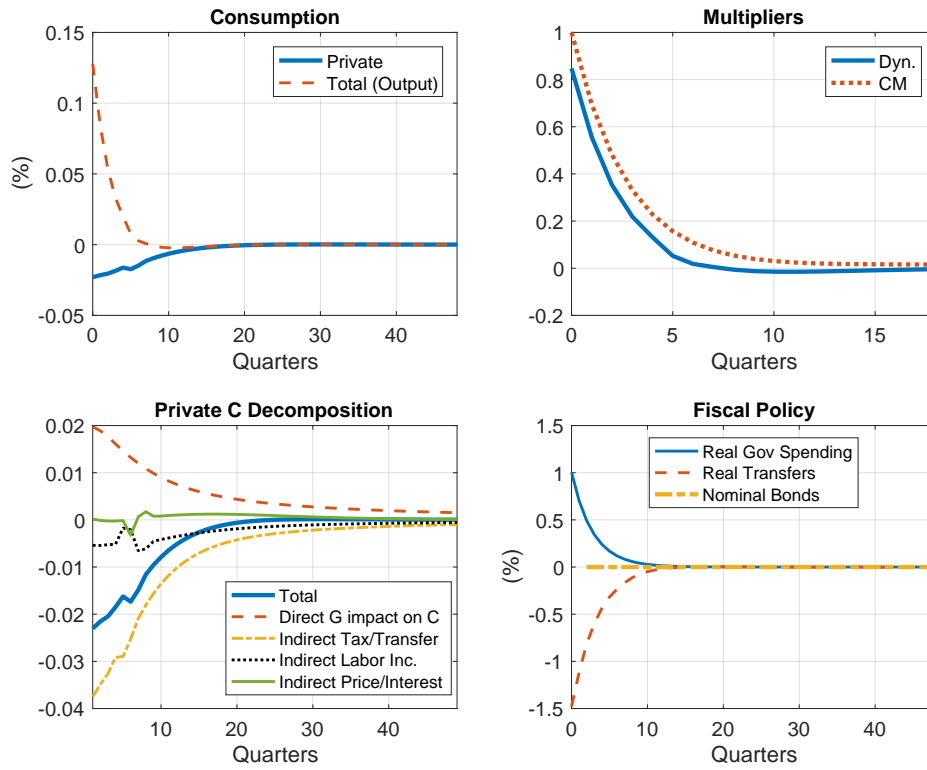 Consumption
0.15
0.1
0.05
0
-0.05
(%)
0
10
20
30
40
Quarters
Private
Total (Output)
Multipliers
1
0.8
0.6
0.4
0.2
0
-0.2
0
5
10
15
Quarters
Dyn.
CM
Private C Decomposition
0.02
0.01
0
-0.01
-0.02
-0.03
-0.04
10
20
30
40
Quarters
Total
Direct G impact on C
Indirect Tax/Transfer
Indirect Labor Inc.
Indirect Price/Interest
Fiscal Policy
1.5
1
0.5
0
-0.5
-1
-1.5
(%)
0
10
20
30
40
Quarters
Real Gov Spending
Real Transfers
Nominal Bonds